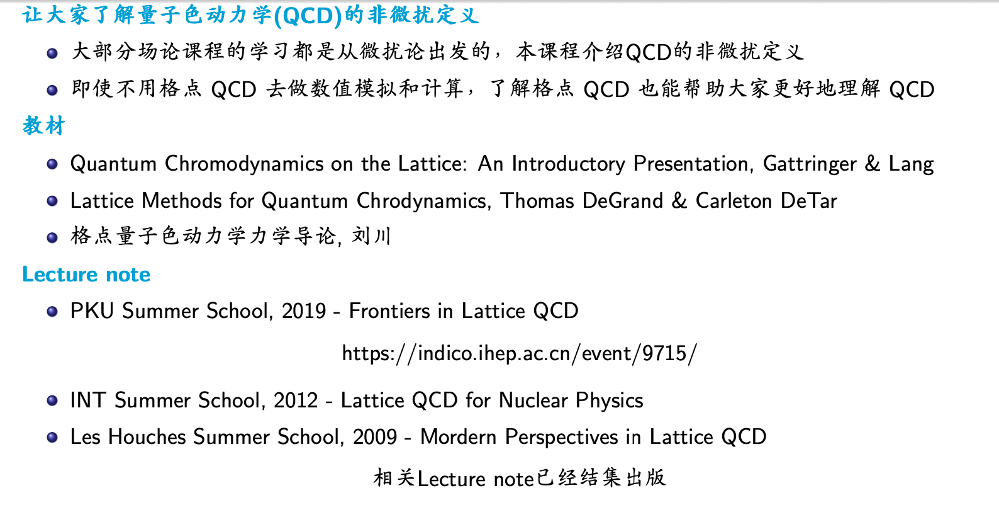 让大家了解量子色动力学(QCD)的非微扰定义
大部分场论课程的学习都是从微扰论出发的，本课程介绍QCD的非微扰定义
即使不用格点 QCD 去做数值模拟和计算，了解格点 QCD 也能帮助大家更好地理解 QCD
教材
Quantum Chromodynamics on the Lattice: An Introductory Presentation, Gattringer & Lang
Lattice Methods for Quantum Chrodynamics, Thomas DeGrand & Carleton DeTar
格点量子色动力学力学导论, 刘川
Lecture note
PKU Summer School, 2019 - Frontiers in Lattice QCD
https://indico.ihep.ac.cn/event/9715/
INT Summer School, 2012 - Lattice QCD for Nuclear Physics
Les Houches Summer School, 2009 - Mordern Perspectives in Lattice QCD
相关Lecture note已经结集出版